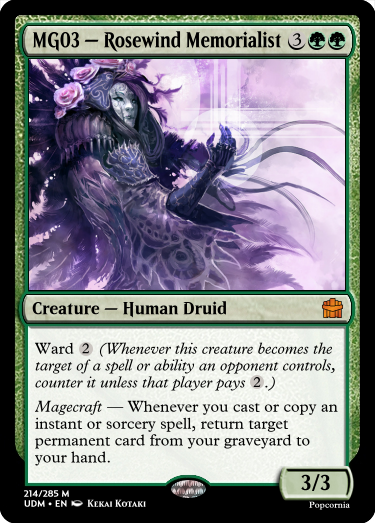 MG03 — Rosewind Memorialist 3
Creature — Human Druid
Ward 2 (Whenever this creature becomes the
target of a spell or ability an opponent controls,
counter it unless that player pays 2.)
Magecraft — Whenever you cast or copy an
instant or sorcery spell, return target
permanent card from your graveyard to
your hand.
3/3
214/285 M
UDM • EN Kekai Kotaki
Popcornia